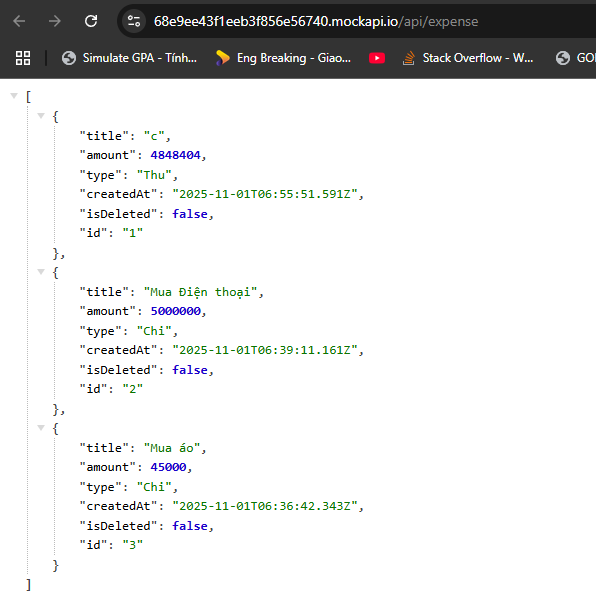 68e9ee43f1eeb3f856e56740.mockapi.io/api/expense
Simulate GPA - Tính... Eng Breaking - Giao... Stack Overflow - W... GOI
[
{
"title": "c",
"amount": 4848404,
"type": "Thu",
"createdAt": "2025-11-01T06:55:51.591Z",
"isDeleted": false,
"id": "1"
},
{
"title": "Mua Điện thoại",
"amount": 5000000,
"type": "Chi",
"createdAt": "2025-11-01T06:39:11.161Z",
"isDeleted": false,
"id": "2"
},
{
"title": "Mua áo",
"amount": 45000,
"type": "Chi",
"createdAt": "2025-11-01T06:36:42.343Z",
"isDeleted": false,
"id": "3"
}
]